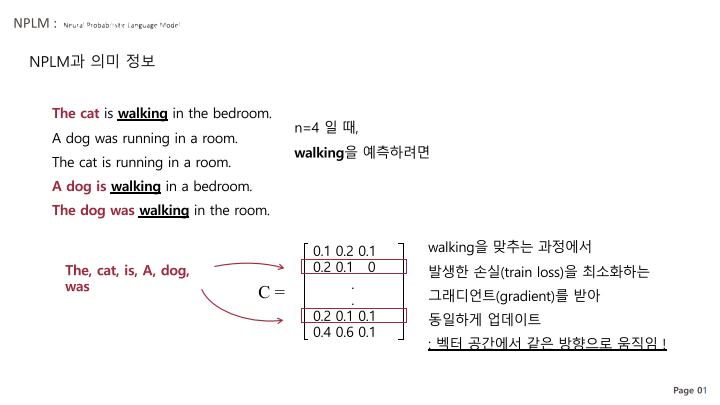 NPLM : Neural Probabilistic Language Model
NPLM과 의미 정보
The cat is walking in the bedroom.
A dog was running in a room.
The cat is running in a room.
A dog is walking in a bedroom.
The dog was walking in the room.
n=4 일 때,
walking을 예측하려면
The, cat, is, A, dog,
was
C =
0.1 0.2 0.1
0.2 0.1 0
.
.
0.2 0.1 0.1
0.4 0.6 0.1
walking을 맞추는 과정에서
발생한 손실(train loss)을 최소화하는
그래디언트(gradient)를 받아
동일하게 업데이트
: 벡터 공간에서 같은 방향으로 움직임 !
Page 01